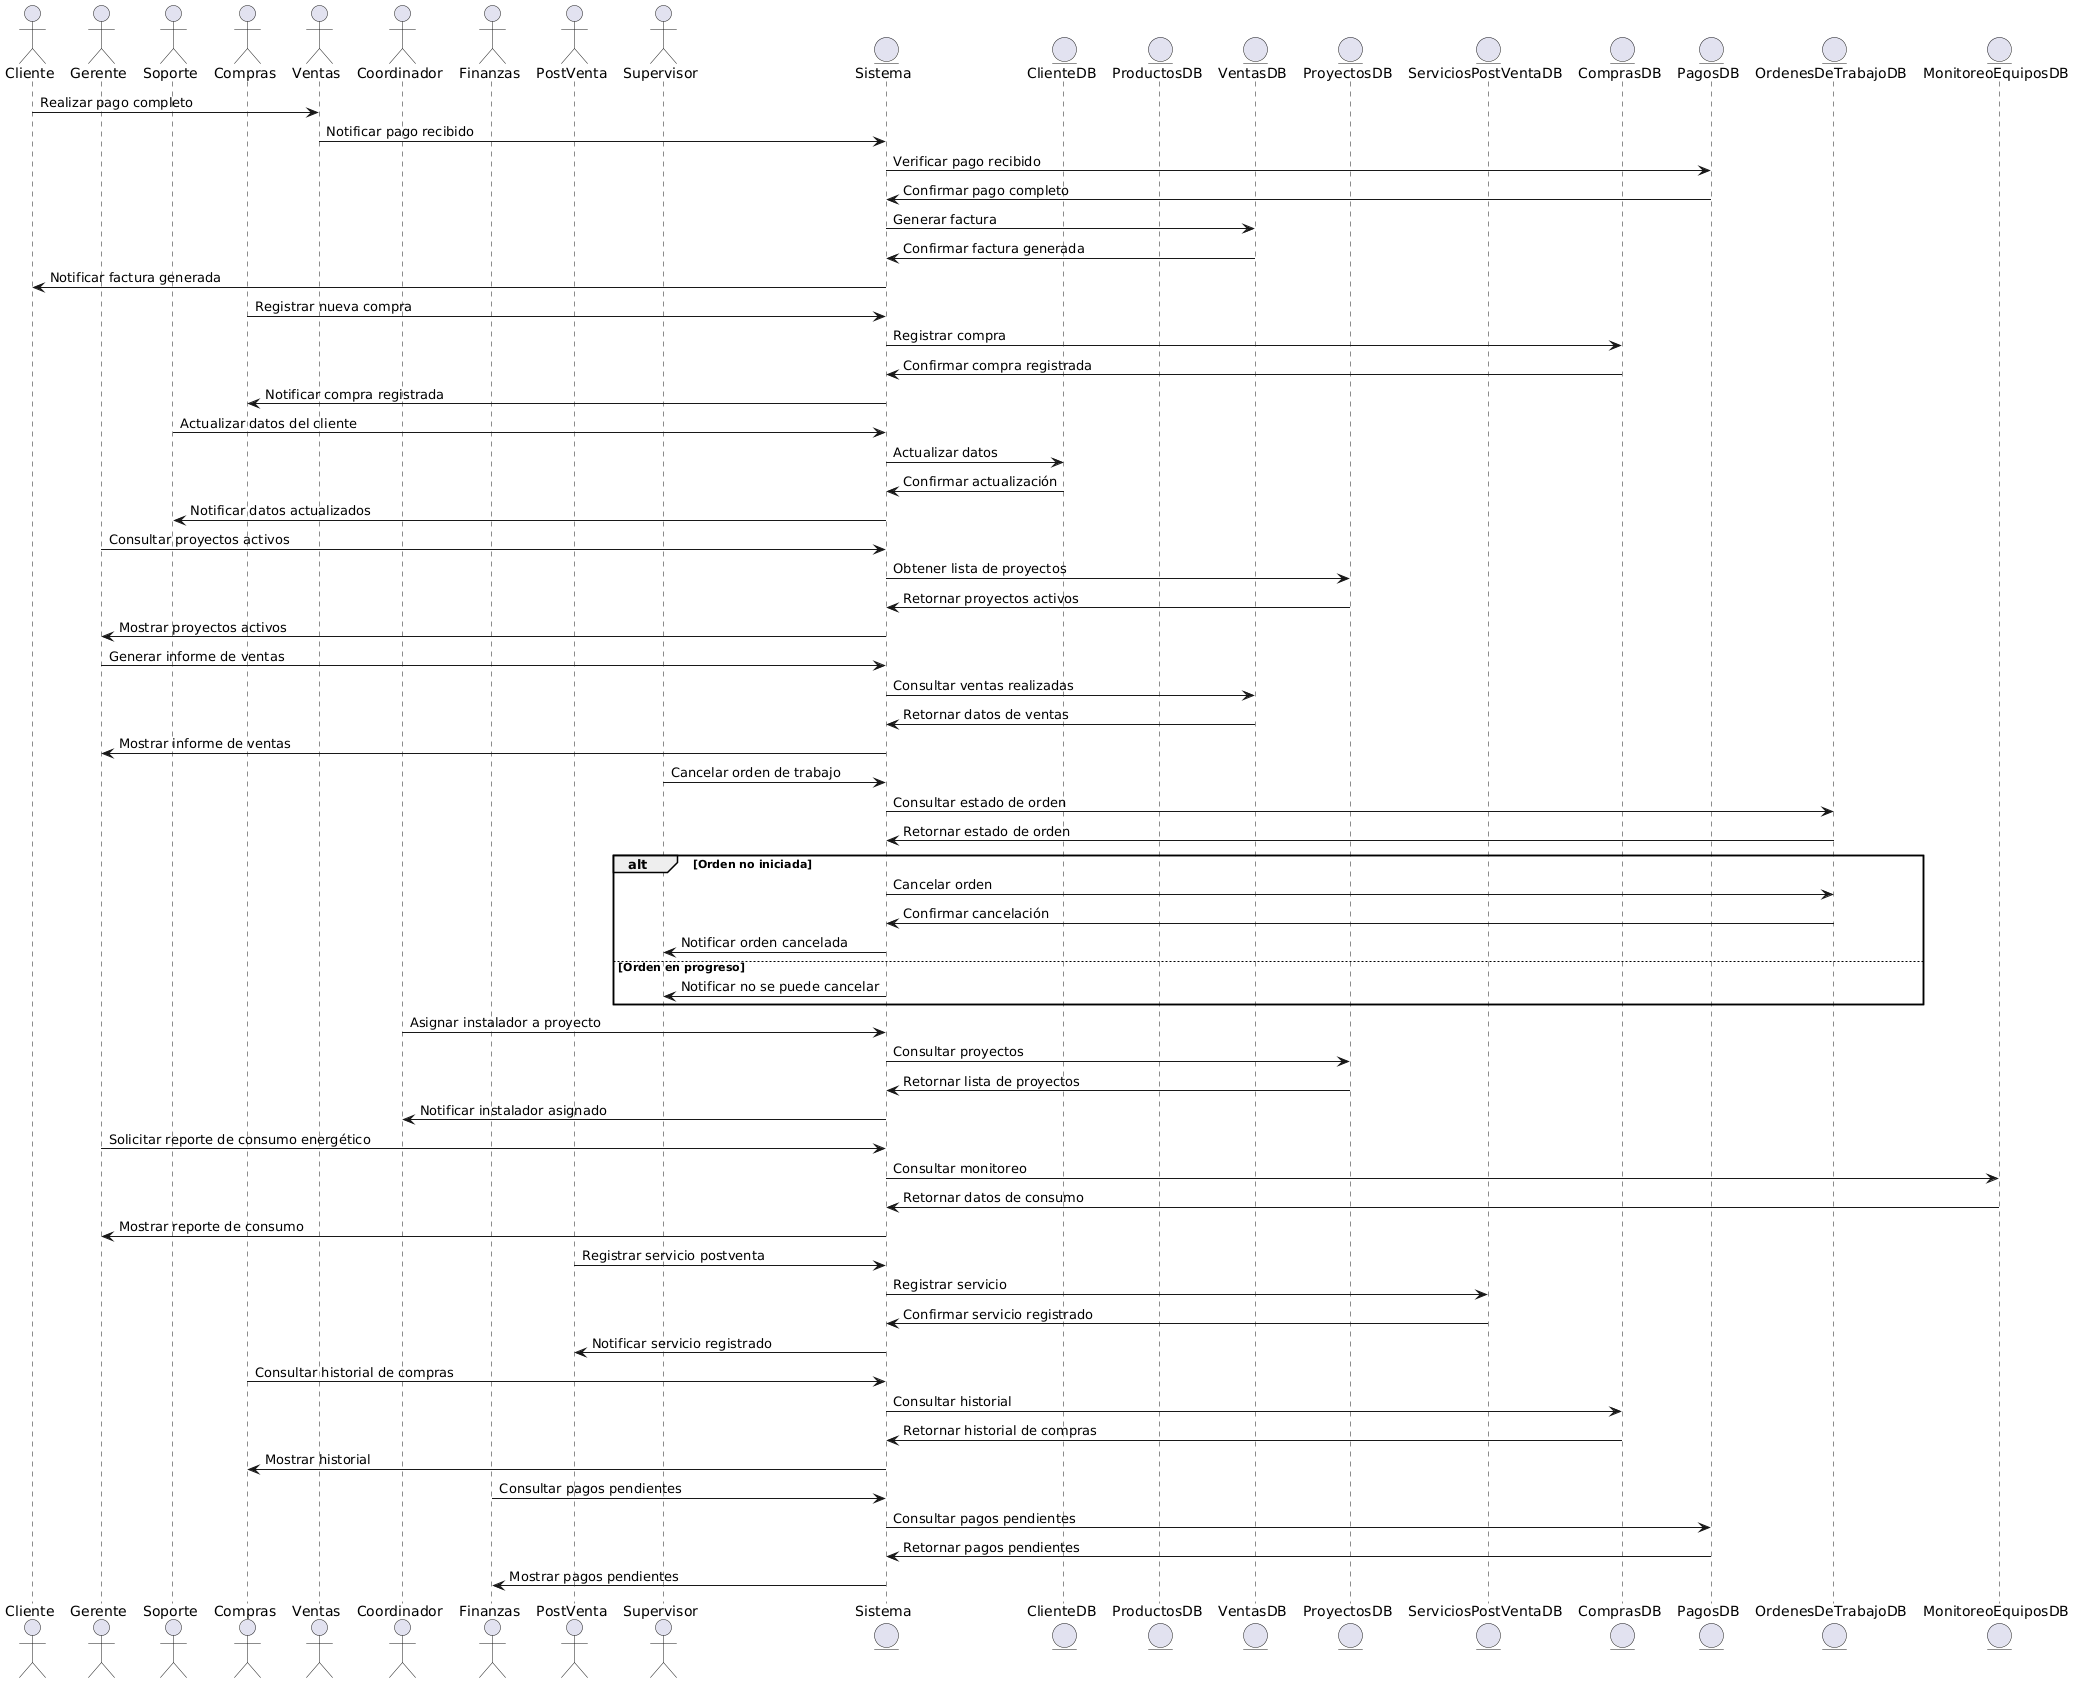 Cliente Gerente Soporte Compras Ventas Coordinador Finanzas PostVenta Supervisor Sistema ClienteDB ProductosDB VentasDB ProyectosDB ServiciosPostVentaDB ComprasDB PagosDB OrdenesDeTrabajoDB MonitoreoEquiposDB
Realizar pago completo
Notificar pago recibido
Verificar pago recibido
Confirmar pago completo
Generar factura
Confirmar factura generada
Notificar factura generada
Registrar nueva compra
Registrar compra
Confirmar compra registrada
Notificar compra registrada
Actualizar datos del cliente
Actualizar datos
Confirmar actualización
Notificar datos actualizados
Consultar proyectos activos
Obtener lista de proyectos
Retornar proyectos activos
Mostrar proyectos activos
Generar informe de ventas
Consultar ventas realizadas
Retornar datos de ventas
Mostrar informe de ventas
Cancelar orden de trabajo
Consultar estado de orden
Retornar estado de orden
alt [Orden no iniciada]
Cancelar orden
Confirmar cancelación
Notificar orden cancelada
[Orden en progreso]
Notificar no se puede cancelar
Asignar instalador a proyecto
Consultar proyectos
Retornar lista de proyectos
Notificar instalador asignado
Solicitar reporte de consumo energético
Consultar monitoreo
Retornar datos de consumo
Mostrar reporte de consumo
Registrar servicio postventa
Registrar servicio
Confirmar servicio registrado
Notificar servicio registrado
Consultar historial de compras
Consultar historial
Retornar historial de compras
Mostrar historial
Consultar pagos pendientes
Consultar pagos pendientes
Retornar pagos pendientes
Mostrar pagos pendientes
Cliente Gerente Soporte Compras Ventas Coordinador Finanzas PostVenta Supervisor Sistema ClienteDB ProductosDB VentasDB ProyectosDB ServiciosPostVentaDB ComprasDB PagosDB OrdenesDeTrabajoDB MonitoreoEquiposDB